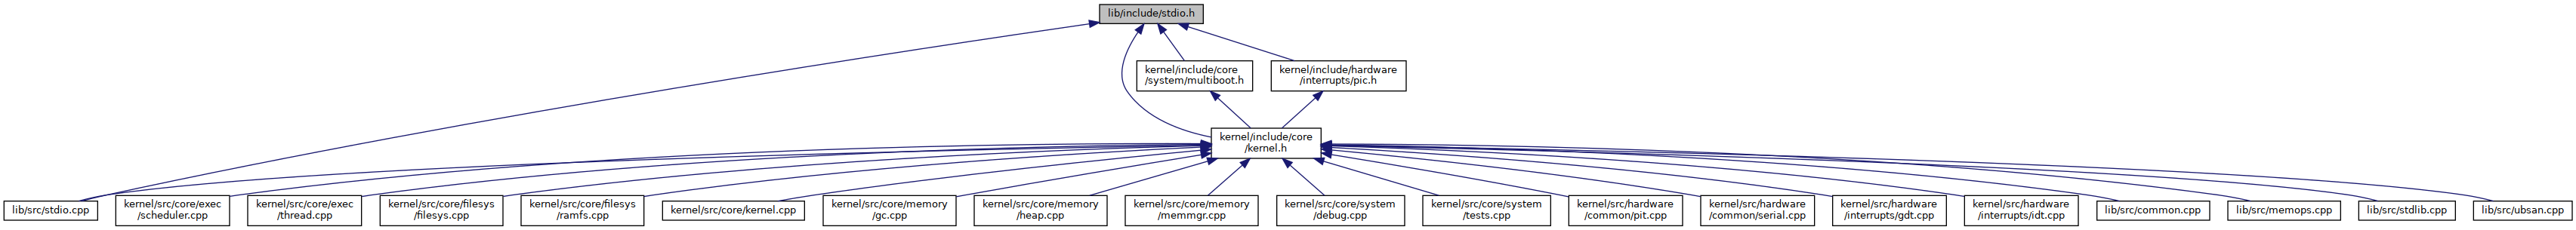 lib/include/stdio.h
kernel/include/core
/system/multiboot.h
kernel/include/hardware
/interrupts/pic.h
kernel/include/core
/kernel.h
lib/src/stdio.cpp
kernel/src/core/exec
/scheduler.cpp
kernel/src/core/exec
/thread.cpp
kernel/src/core/filesys
/filesys.cpp
kernel/src/core/filesys
/ramfs.cpp
kernel/src/core/kernel.cpp
kernel/src/core/memory
/gc.cpp
kernel/src/core/memory
/heap.cpp
kernel/src/core/memory
/memmgr.cpp
kernel/src/core/system
/debug.cpp
kernel/src/core/system
/tests.cpp
kernel/src/hardware
/common/pit.cpp
kernel/src/hardware
/common/serial.cpp
kernel/src/hardware
/interrupts/gdt.cpp
kernel/src/hardware
/interrupts/idt.cpp
lib/src/common.cpp
lib/src/memops.cpp
lib/src/stdlib.cpp
lib/src/ubsan.cpp